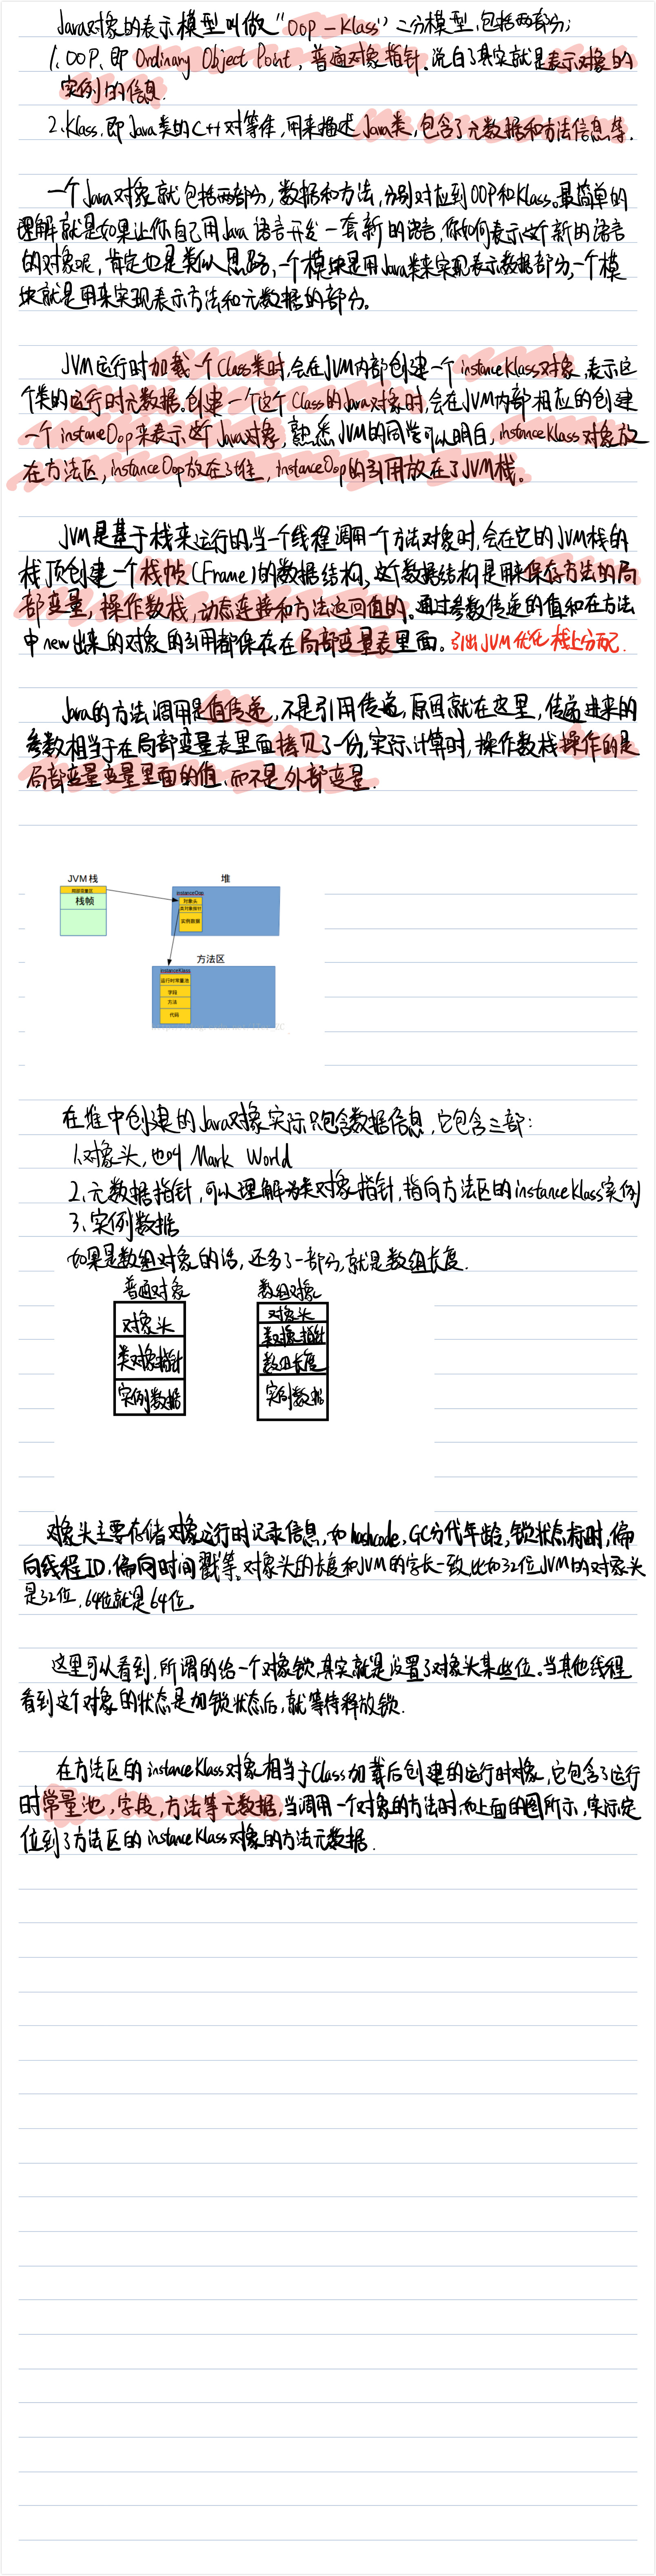 Java对象的表示模型叫做“OOP－Klass”二分模型,包括两部分;
1. OOP, 即 Ordinary Object Point, 普通对象指针。说白了其实就是表示对象的
实例的信息.
2. Klass, 即Java类的C++对等体,用来描述Java类,包含了元数据和方法信息等.
一个Java对象就包括两部分,数据和方法,分别对应到OOP和Klass。最简单的
理解就是如果让你自己用Java语言开发一套新的语言,你如何表示这个新的语言
的对象呢,肯定也是类似思路,一个模块是用Java类来实现表示数据部分,一个模
块就是用来实现表示方法和元数据的部分。
JVM运行时加载一个Class类时,会在JVM内部创建一个instanceKlass对象,表示这
个类的运行时元数据。创建一个这个Class的Java对象时,会在JVM内部相应的创建
一个instanceOop来表示这个Java对象,熟悉JVM的同学可以明白,instanceKlass对象放
在方法区,instanceOop放在了堆,instanceOop的引用放在了JVM栈。
JVM是基于栈来运行的,当一个线程调用一个方法对象时,会在它的JVM栈的
栈顶创建一个栈帧(Frame)的数据结构,这个数据结构是用来保存方法的局
部变量,操作数栈,动态连接和方法返回值的。通过参数传递的值和在方法
中new出来的对象的引用都保存在局部变量表里面。引出JVM优化 栈上分配.
Java的方法调用是值传递,不是引用传递,原因就在这里,传递进来的
参数相当于在局部变量表里面拷贝了一份,实际计算时,操作数栈操作的是
局部变量变量里面的值,而不是外部变量.
JVM 栈
堆
局部变量区
栈帧
instanceOop
对象头
类对象指针
实例数据
方法区
instanceKlass
运行时常量池
字段
方法
代码
在堆中创建的Java对象实际只包含数据信息,它包含三部:
1.对象头,也叫 Mark World
2.元数据指针,可以理解为类对象指针,指向方法区的instanceKlass实例
3.实例数据
如果是数组对象的话,还多了一部分,就是数组长度.
普通对象 数组对象
对象头 对象头
类对象指针 类对象指针
数组长度
实例数据 实例数据
对象头主要存储对象运行时记录信息,如hashcode,GC分代年龄,锁状态标时,偏
向线程ID,偏向时间戳等。对象头的长度和JVM的字长一致,比如32位JVM的对象头
是32位,64位就是64位。
这里可以看到,所谓的给一个对象锁,其实就是设置了对象头某些位。当其他线程
看到这个对象的状态是加锁状态后,就等待释放锁.
在方法区的instanceKlass对象相当于Class加载后创建的运行时对象,它包含了运行
时常量池,字段,方法等元数据,当调用一个对象的方法时,如上面的图所示,实际定
位到了方法区的instanceKlass对象的方法元数据.